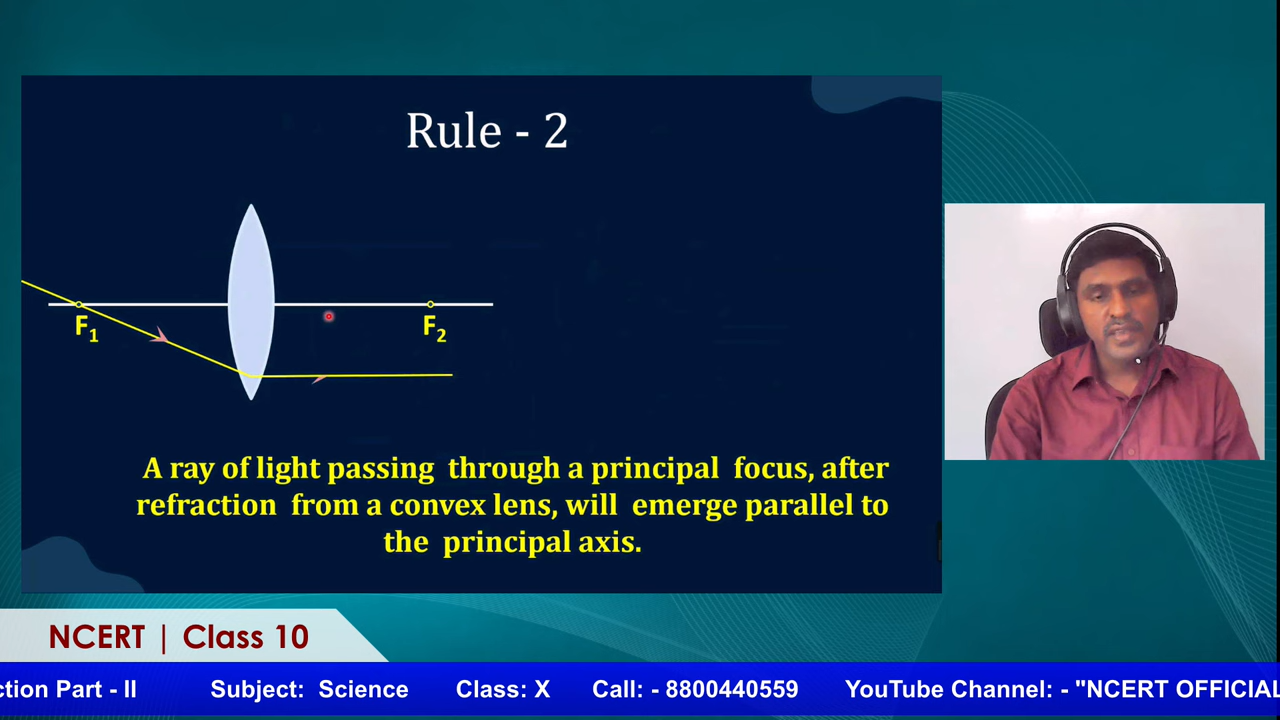 Rule - 2
F₁
F₂
A ray of light passing through a principal focus, after
refraction from a convex lens, will emerge parallel to
the principal axis.
NCERT | Class 10
Part - II Subject: Science Class: X Call: - 8800440559 YouTube Channel: - "NCERT OFFICIAL